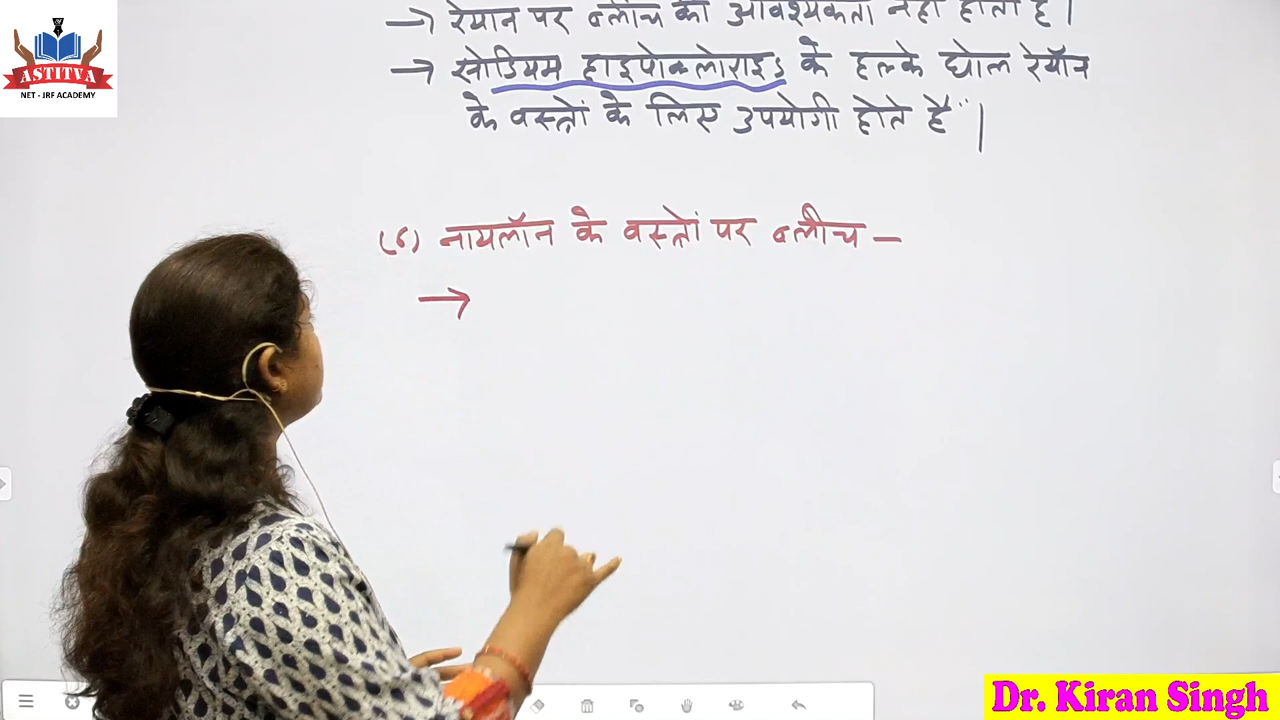 → रेयान पर ब्लीच की आवश्यकता नही होती है।
→ सोडियम हाइपोक्लोराइड के हल्के घोल रेयॉन
के वस्त्रों के लिए उपयोगी होते है"।
(6) नायलॉन के वस्त्रों पर ब्लीच –
→
ASTITVA
NET - JRF ACADEMY
Dr. Kiran Singh